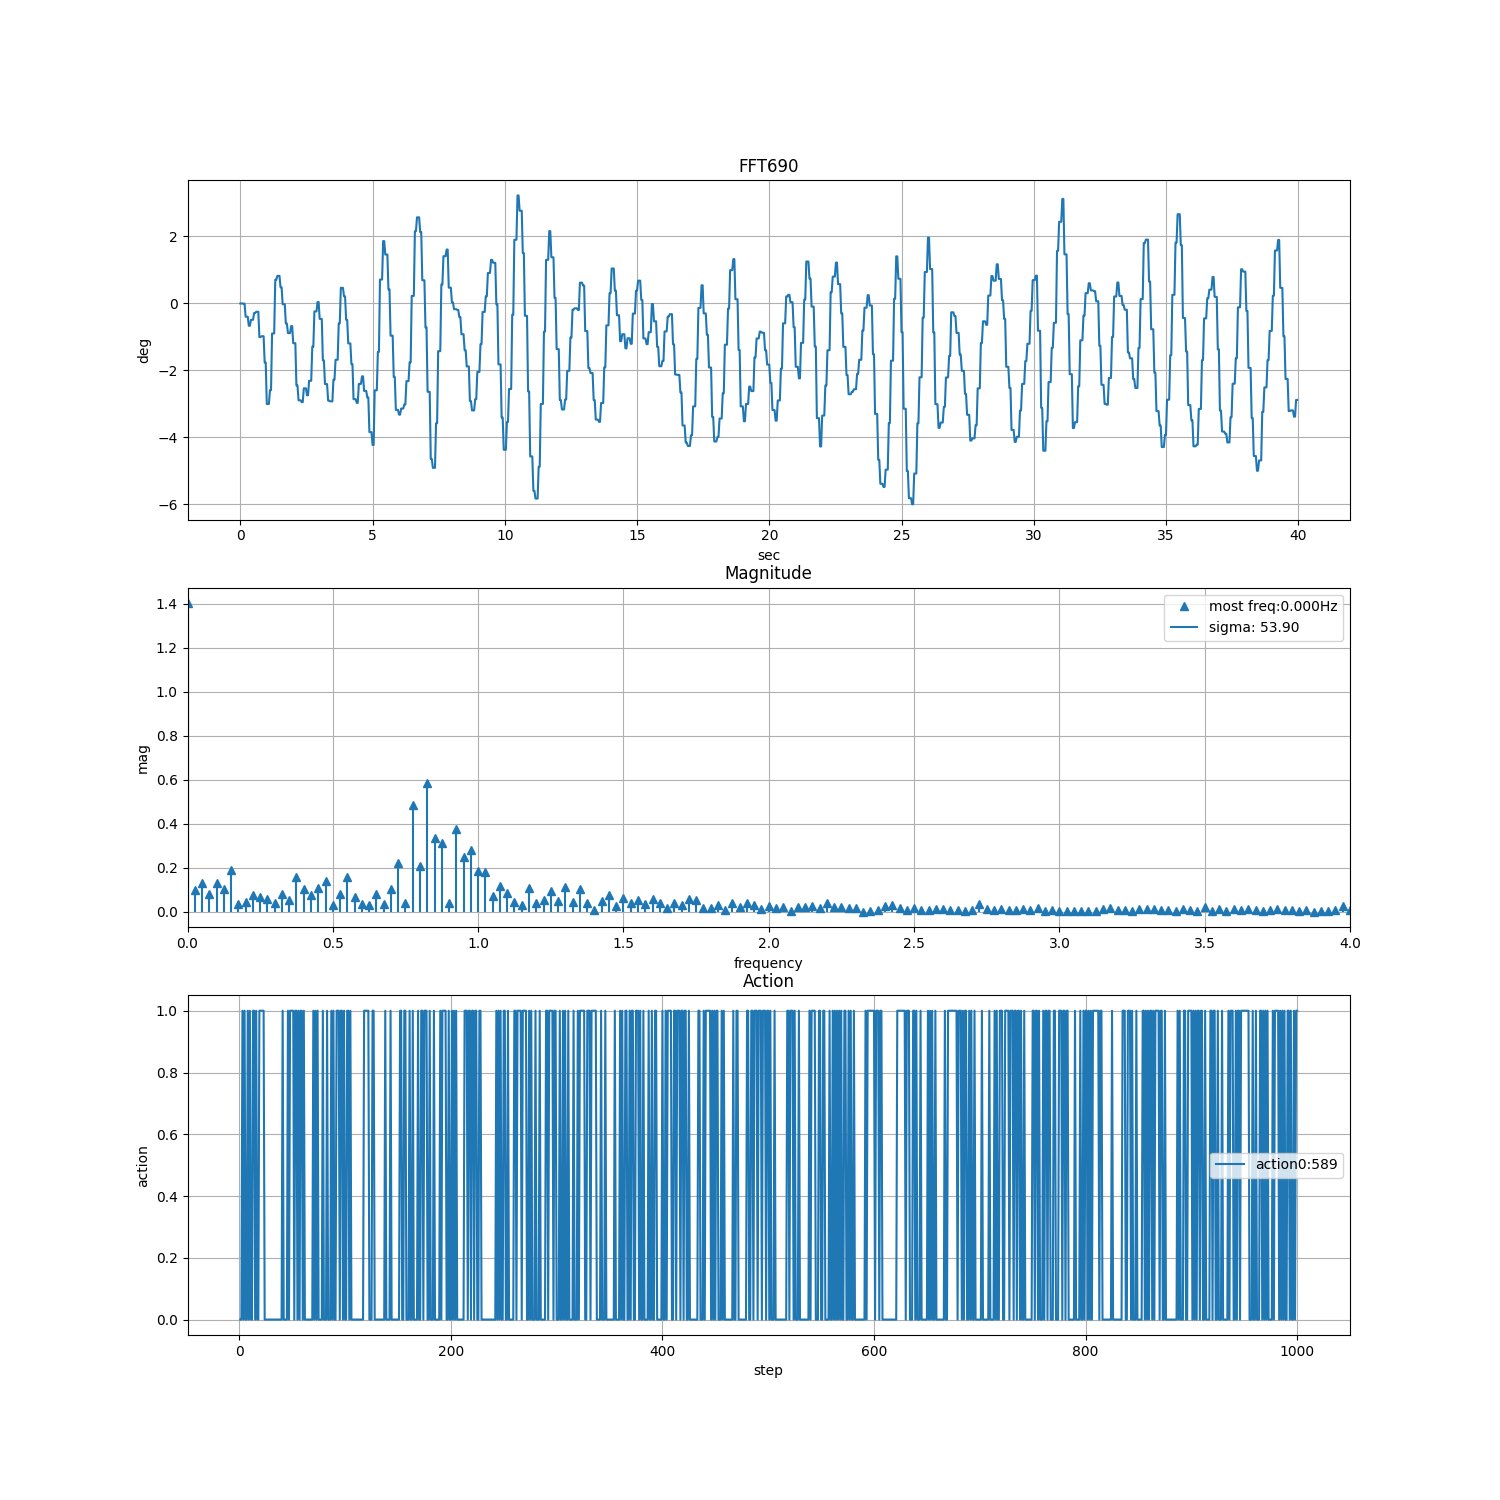 FFT690
2
0
−2
−4
−6
deg
0 5 10 15 20 25 30 35 40
sec
Magnitude
1.4
1.2
1.0
0.8
0.6
0.4
0.2
0.0
mag
most freq:0.000Hz
sigma: 53.90
0.0 0.5 1.0 1.5 2.0 2.5 3.0 3.5 4.0
frequency
Action
1.0
0.8
0.6
0.4
0.2
0.0
action
action0:589
0 200 400 600 800 1000
step